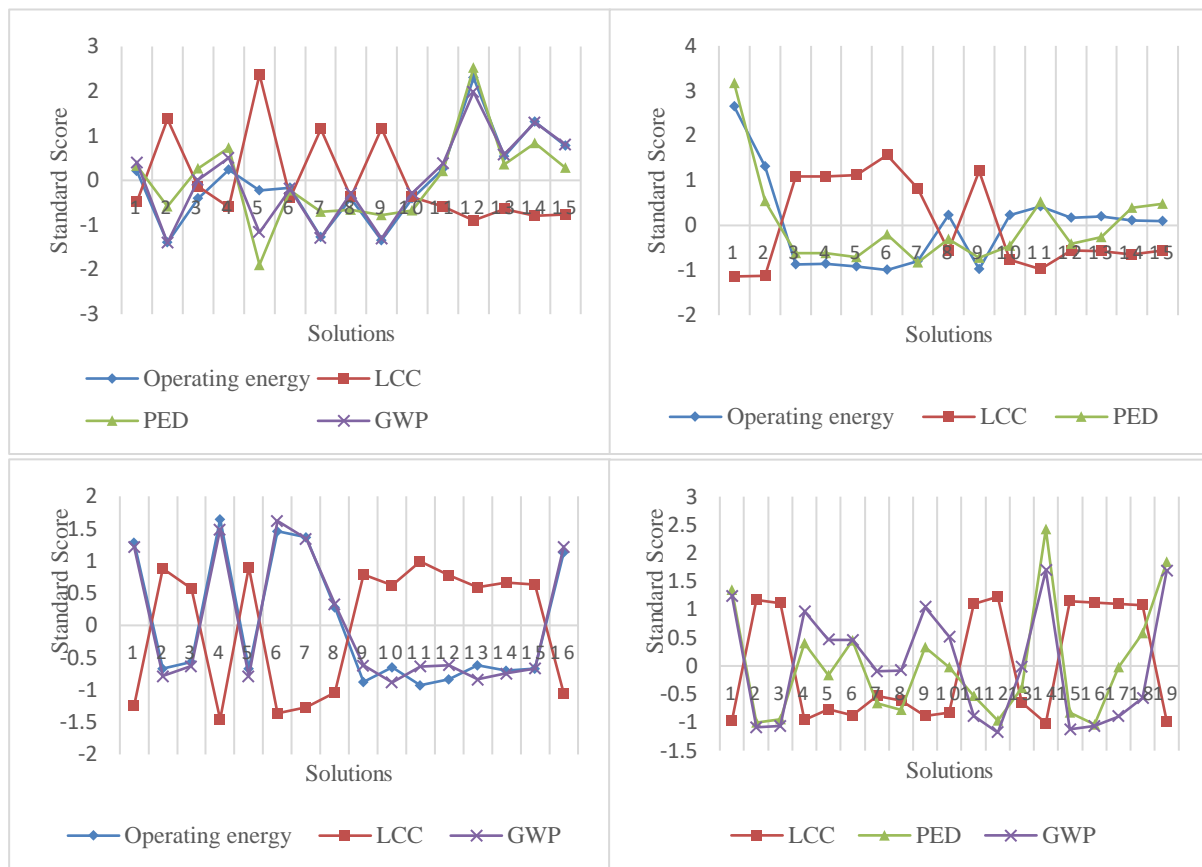 3
2
1
0
-1
-2
-3
Standard Score
1 2 3 4 5 6 7 8 9 10 11 12 13 14 15
Solutions
Operating energy LCC
PED GWP
4
3
2
1
0
-1
-2
Standard Score
1 2 3 4 5 6 7 8 9 10 11 12 13 14 15
Solutions
Operating energy LCC PED
2
1.5
1
0.5
0
-0.5
-1
-1.5
-2
Standard Score
1 2 3 4 5 6 7 8 9 10 11 12 13 14 15 16
Solutions
Operating energy LCC GWP
3
2.5
2
1.5
1
0.5
0
-0.5
-1
-1.5
Standard Score
1 2 3 4 5 6 7 8 9 10 11 12 13 14 15 16 17 18 19
Solutions
LCC PED GWP